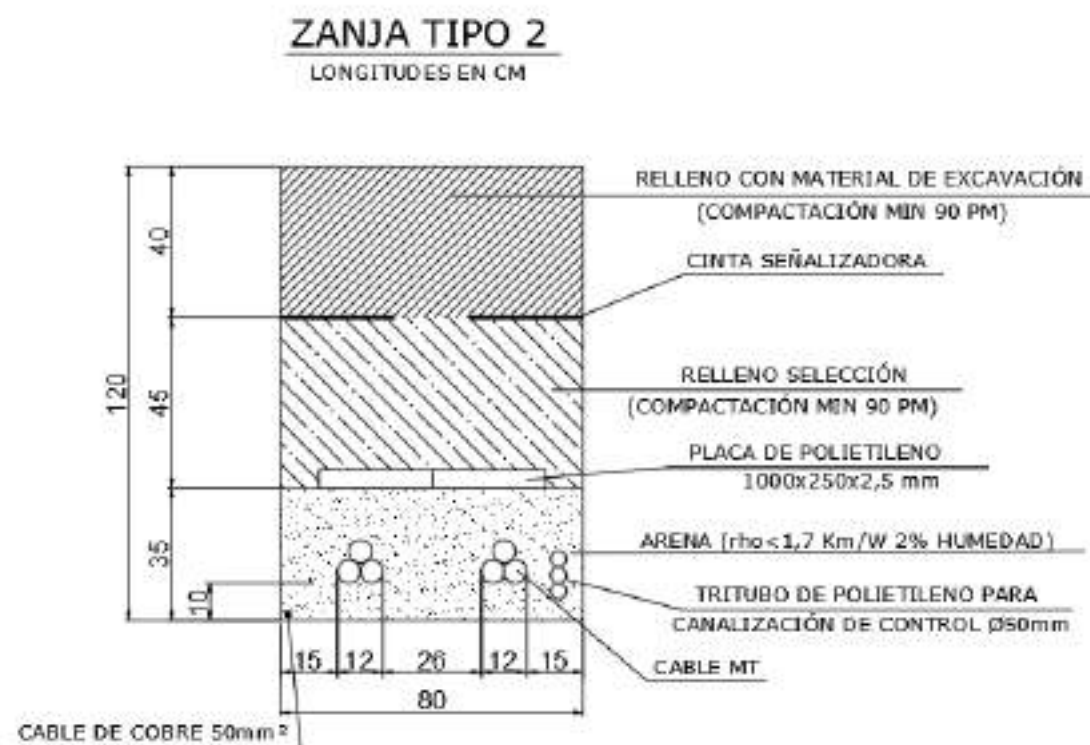 ZANJA TIPO 2
LONGITUDES EN CM
RELLENO CON MATERIAL DE EXCAVACIÓN
(COMPACTACIÓN MIN 90 PM)
CINTA SEÑALIZADORA
RELLENO SELECCIÓN
(COMPACTACIÓN MIN 90 PM)
PLACA DE POLIETILENO
1000x250x2,5 mm
ARENA (rho<1,7 Km/W 2% HUMEDAD)
TRITUBO DE POLIETILENO PARA
CANALIZACIÓN DE CONTROL Ø50mm
CABLE MT
CABLE DE COBRE 50mm²
120
40
45
35
10
15 12 26 12 15
80